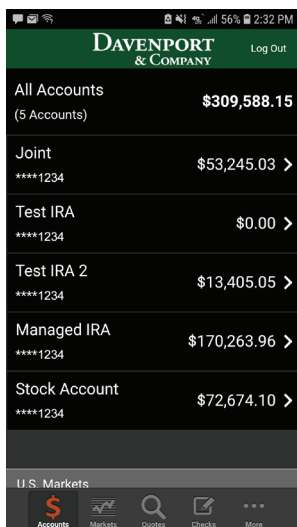 56% 2:32 PM
DAVENPORT
& COMPANY
Log Out
All Accounts
(5 Accounts)
$309,588.15
Joint
****1234
$53,245.03
Test IRA
****1234
$0.00
Test IRA 2
****1234
$13,405.05
Managed IRA
****1234
$170,263.96
Stock Account
****1234
$72,674.10
U.S. Markets
Accounts Markets Quotes Checks More